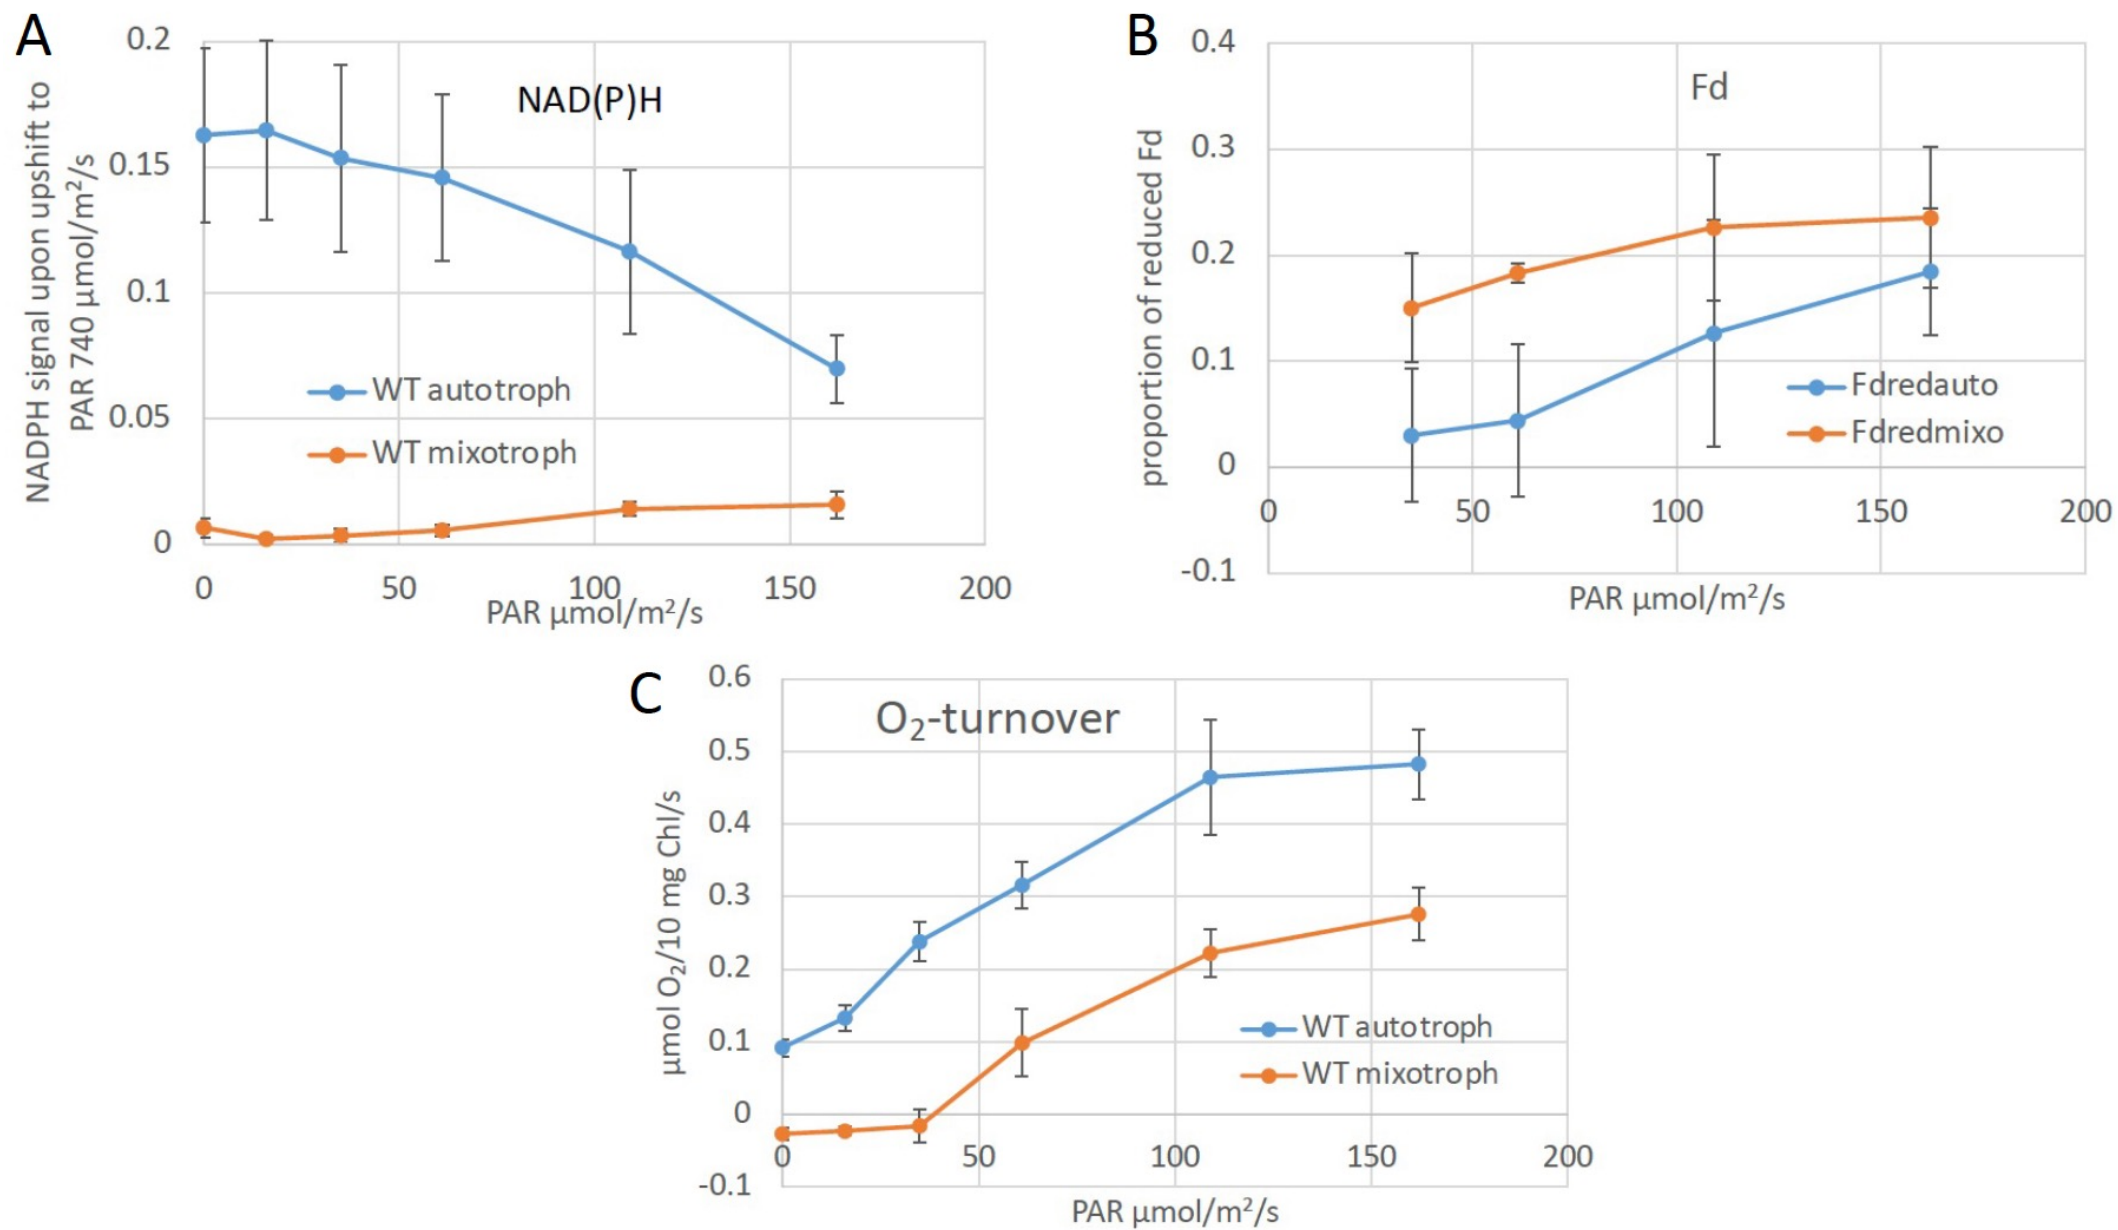 A
NADPH signal upon upshift to
PAR 740 µmol/m²/s
NAD(P)H
0.2
0.15
0.1
0.05
0
WT autotroph
WT mixotroph
0 50 100 150 200
PAR µmol/m²/s
B
proportion of reduced Fd
Fd
0.4
0.3
0.2
0.1
0
-0.1
Fdredauto
Fdredmixo
0 50 100 150 200
PAR µmol/m²/s
C
µmol O₂/10 mg Chl/s
O₂-turnover
0.6
0.5
0.4
0.3
0.2
0.1
0
-0.1
WT autotroph
WT mixotroph
0 50 100 150 200
PAR µmol/m²/s